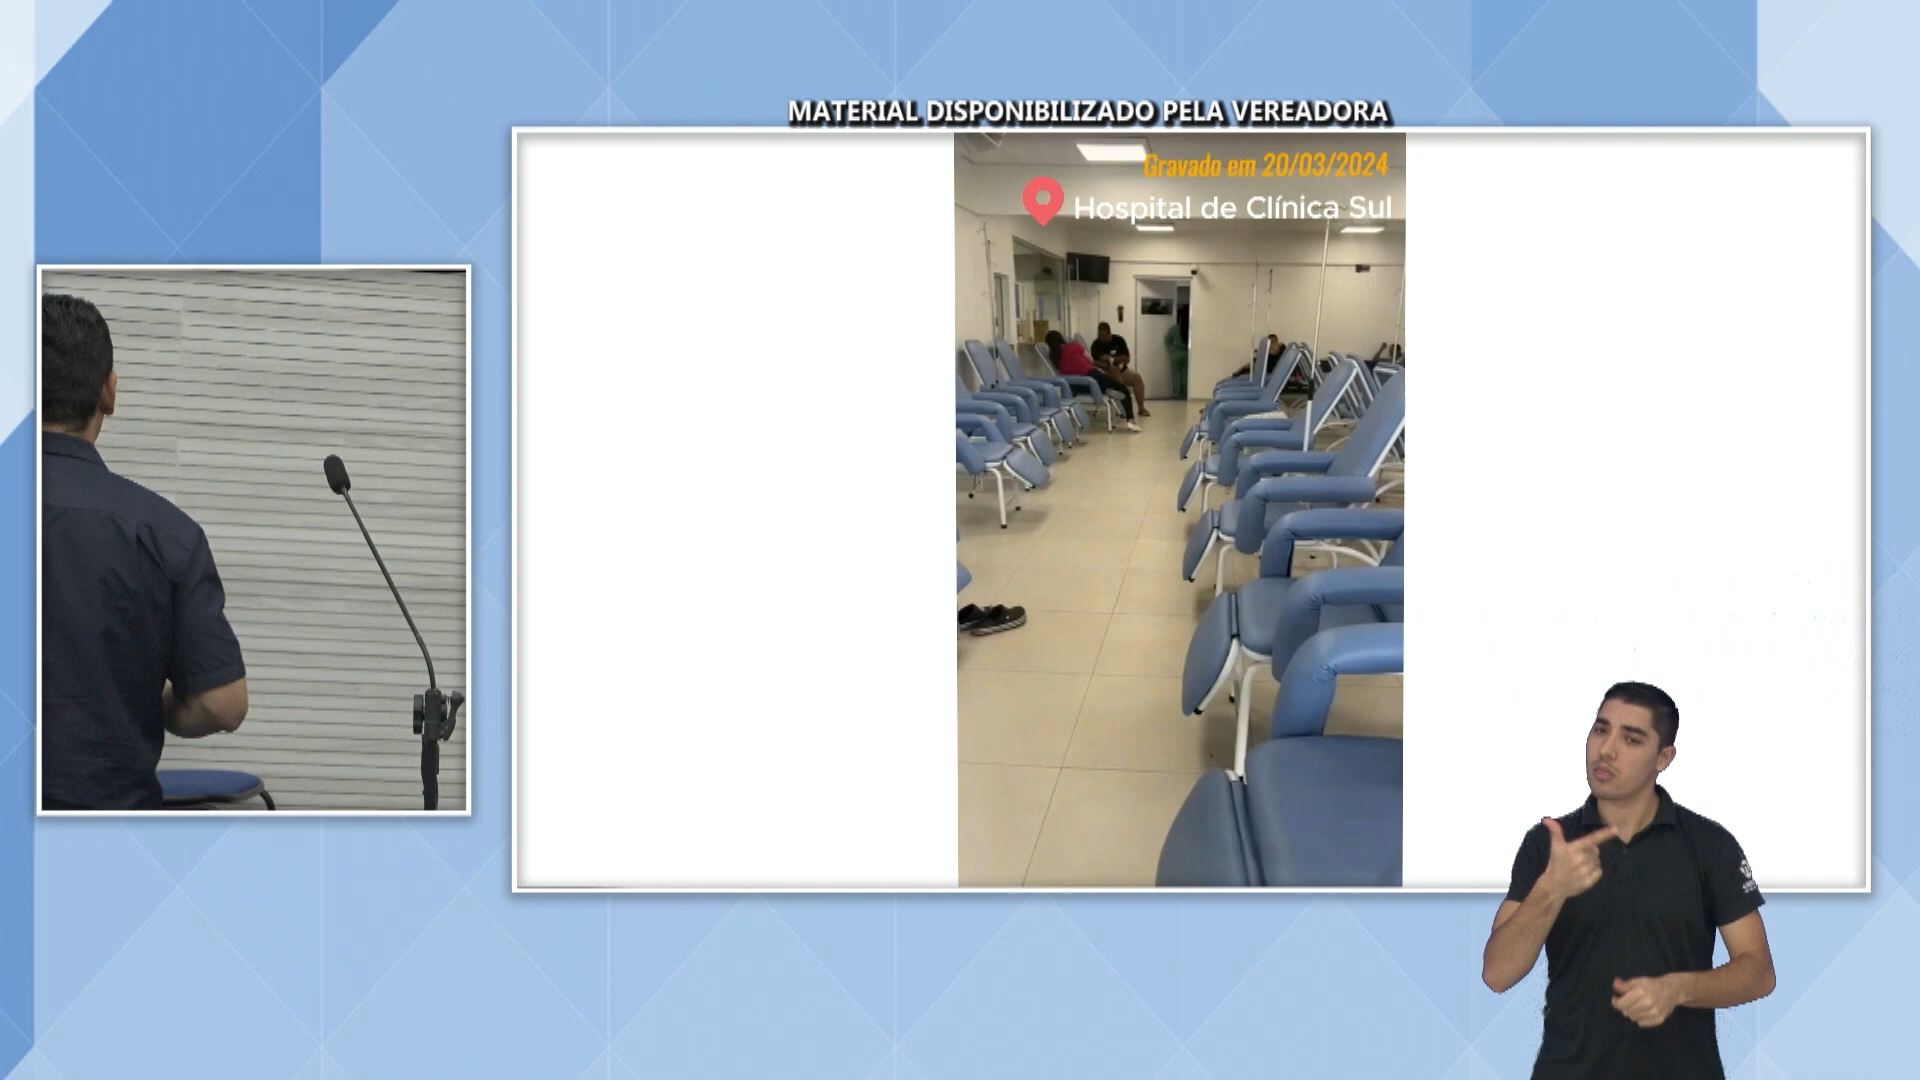 MATERIAL DISPONIBILIZADO PELA VEREADORA
Gravado em 20/03/2024
Hospital de Clínica Sul